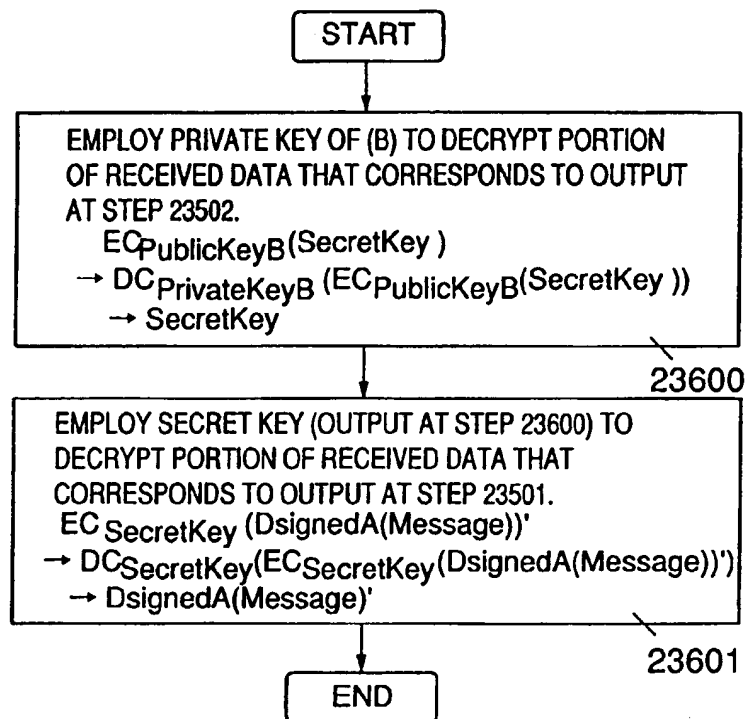 START
EMPLOY PRIVATE KEY OF (B) TO DECRYPT PORTION
OF RECEIVED DATA THAT CORRESPONDS TO OUTPUT
AT STEP 23502.
ECPublicKeyB(SecretKey )
→ DCPrivateKeyB (ECPublicKeyB(SecretKey ))
→ SecretKey
23600
EMPLOY SECRET KEY (OUTPUT AT STEP 23600) TO
DECRYPT PORTION OF RECEIVED DATA THAT
CORRESPONDS TO OUTPUT AT STEP 23501.
EC SecretKey (DsignedA(Message))'
→ DCSecretKey(ECSecretKey(DsignedA(Message))')
→ DsignedA(Message)'
23601
END